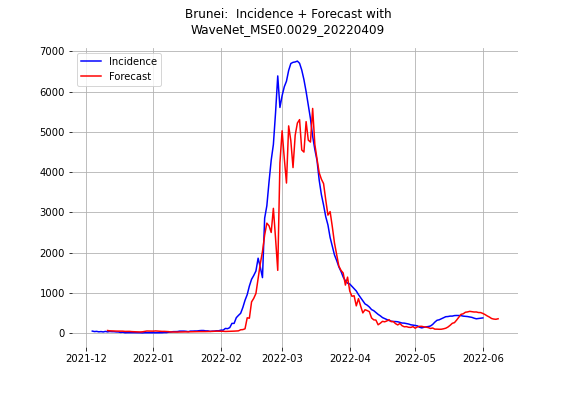 Brunei:  Incidence + Forecast with
WaveNet_MSE0.0029_20220409
Incidence
Forecast
7000
6000
5000
4000
3000
2000
1000
0
2021-12 2022-01 2022-02 2022-03 2022-04 2022-05 2022-06